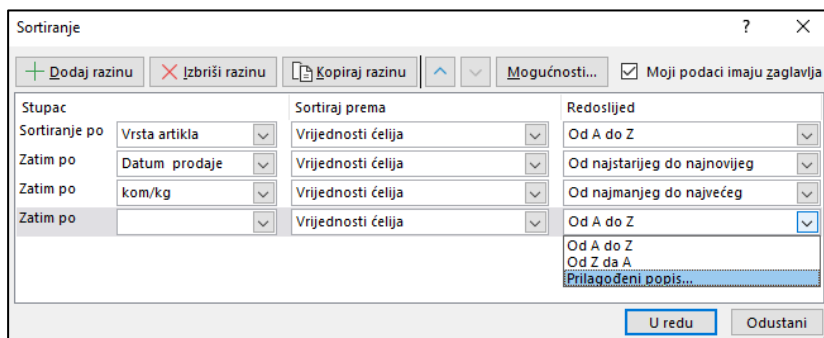 Sortiranje ?
Dodaj razinu Izbriši razinu Kopiraj razinu Mogućnosti... Moji podaci imaju zaglavlja
Stupac Sortiraj prema Redoslijed
Sortiranje po Vrsta artikla Vrijednosti ćelija Od A do Z
Zatim po Datum prodaje Vrijednosti ćelija Od najstarijeg do najnovijeg
Zatim po kom/kg Vrijednosti ćelija Od najmanjeg do najvećeg
Zatim po Vrijednosti ćelija Od A do Z
Od A do Z
Od Z da A
Prilagođeni popis...
U redu Odustani